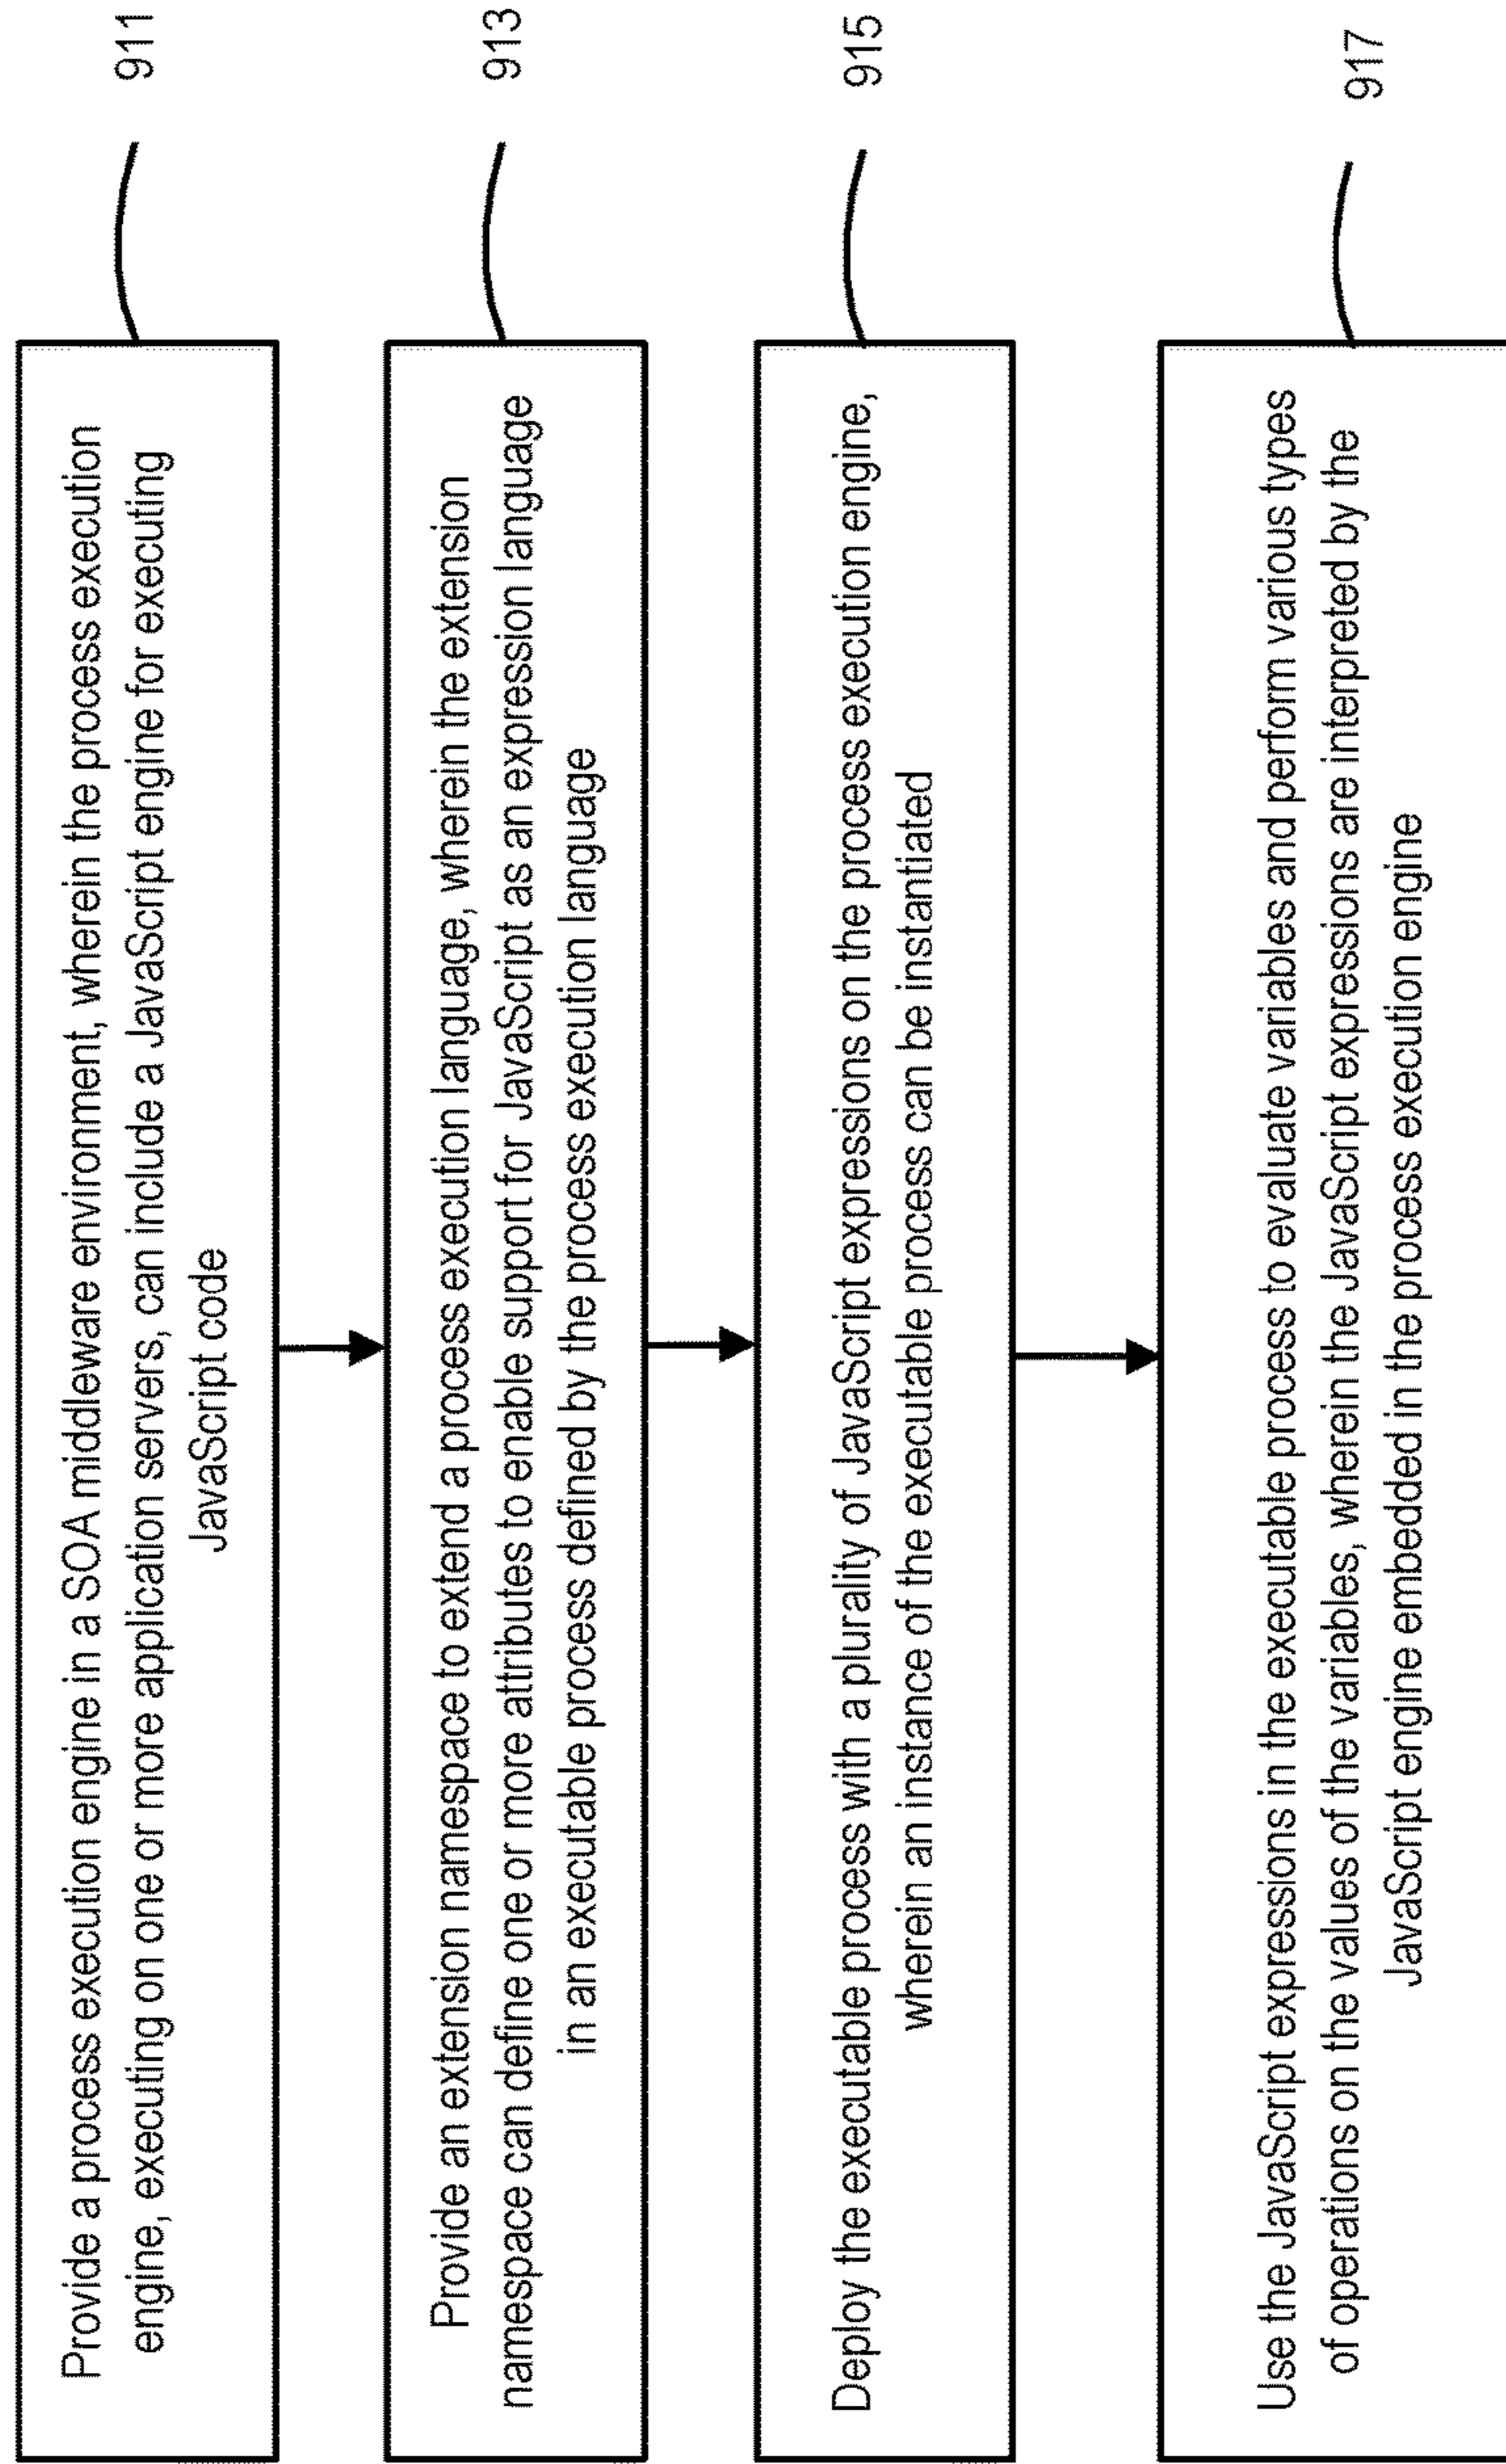 Provide a process execution engine in a SOA middleware environment, wherein the process execution
engine, executing on one or more application servers, can include a JavaScript engine for executing
JavaScript code
911
Provide an extension namespace to extend a process execution language, wherein the extension
namespace can define one or more attributes to enable support for JavaScript as an expression language
in an executable process defined by the process execution language
913
Deploy the executable process with a plurality of JavaScript expressions on the process execution engine,
wherein an instance of the executable process can be instantiated
915
Use the JavaScript expressions in the executable process to evaluate variables and perform various types
of operations on the values of the variables, wherein the JavaScript expressions are interpreted by the
JavaScript engine embedded in the process execution engine
917